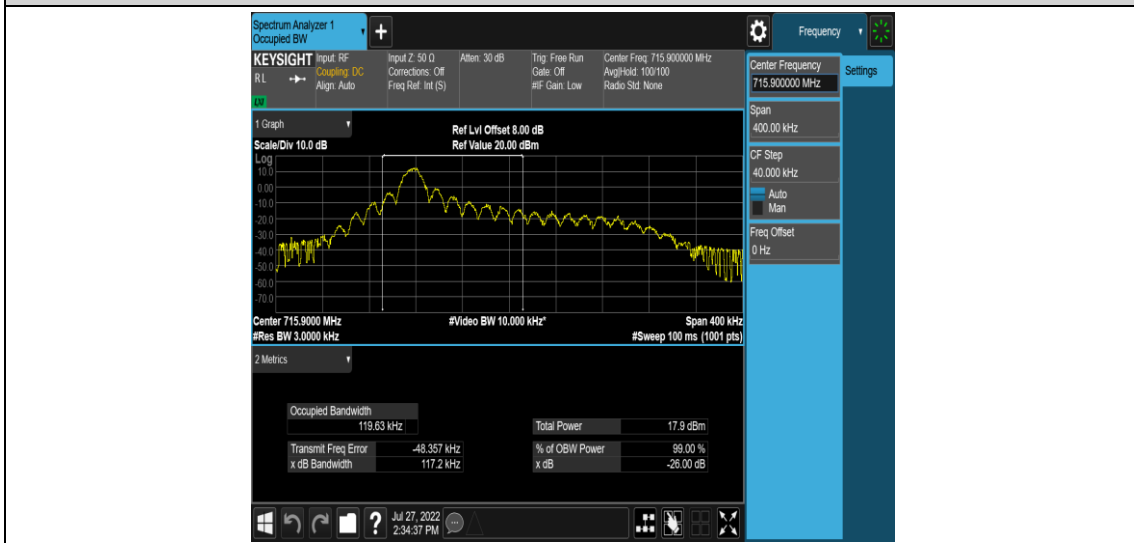 Spectrum Analyzer 1
Occupied BW
+
Frequency
KEYSIGHT
RL
Input: RF
Coupling: DC
Align: Auto
Input Z: 50 Ω
Corrections: Off
Freq Ref: Int (S)
Atten: 30 dB
Trig: Free Run
Gate: Off
#IF Gain: Low
Center Freq: 715.900000 MHz
Avg|Hold: 100/100
Radio Std: None
1 Graph
Scale/Div 10.0 dB
Ref Lvl Offset 8.00 dB
Ref Value 20.00 dBm
Log
10.0
0.00
-10.0
-20.0
-30.0
-40.0
-50.0
-60.0
-70.0
Center 715.9000 MHz
#Video BW 10.000 kHz*
Span 400 kHz
#Res BW 3.0000 kHz
#Sweep 100 ms (1001 pts)
2 Metrics
Occupied Bandwidth
119.63 kHz
Total Power 17.9 dBm
Transmit Freq Error -48.357 kHz
% of OBW Power 99.00 %
x dB Bandwidth 117.2 kHz
x dB -26.00 dB
Center Frequency
715.900000 MHz
Settings
Span
400.00 kHz
CF Step
40.000 kHz
Auto
Man
Freq Offset
0 Hz
?
Jul 27, 2022
2:34:37 PM